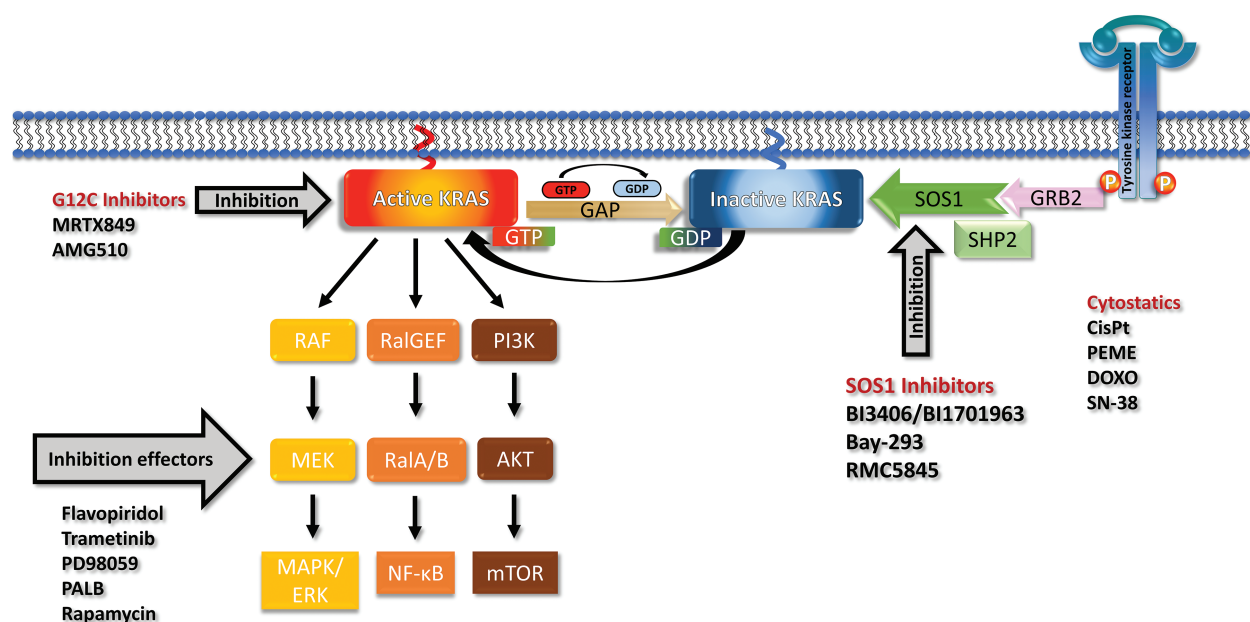 Tyrosine kinase receptor
P
P
G12C Inhibitors
MRTX849
AMG510
Inhibition
Active KRAS
GTP
GTP
GDP
GAP
Inactive KRAS
GDP
SOS1
GRB2
SHP2
Inhibition
SOS1 Inhibitors
BI3406/BI1701963
Bay-293
RMC5845
Cytostatics
CisPt
PEME
DOXO
SN-38
RAF
RalGEF
PI3K
MEK
RalA/B
AKT
MAPK/
ERK
NF-κB
mTOR
Inhibition effectors
Flavopiridol
Trametinib
PD98059
PALB
Rapamycin